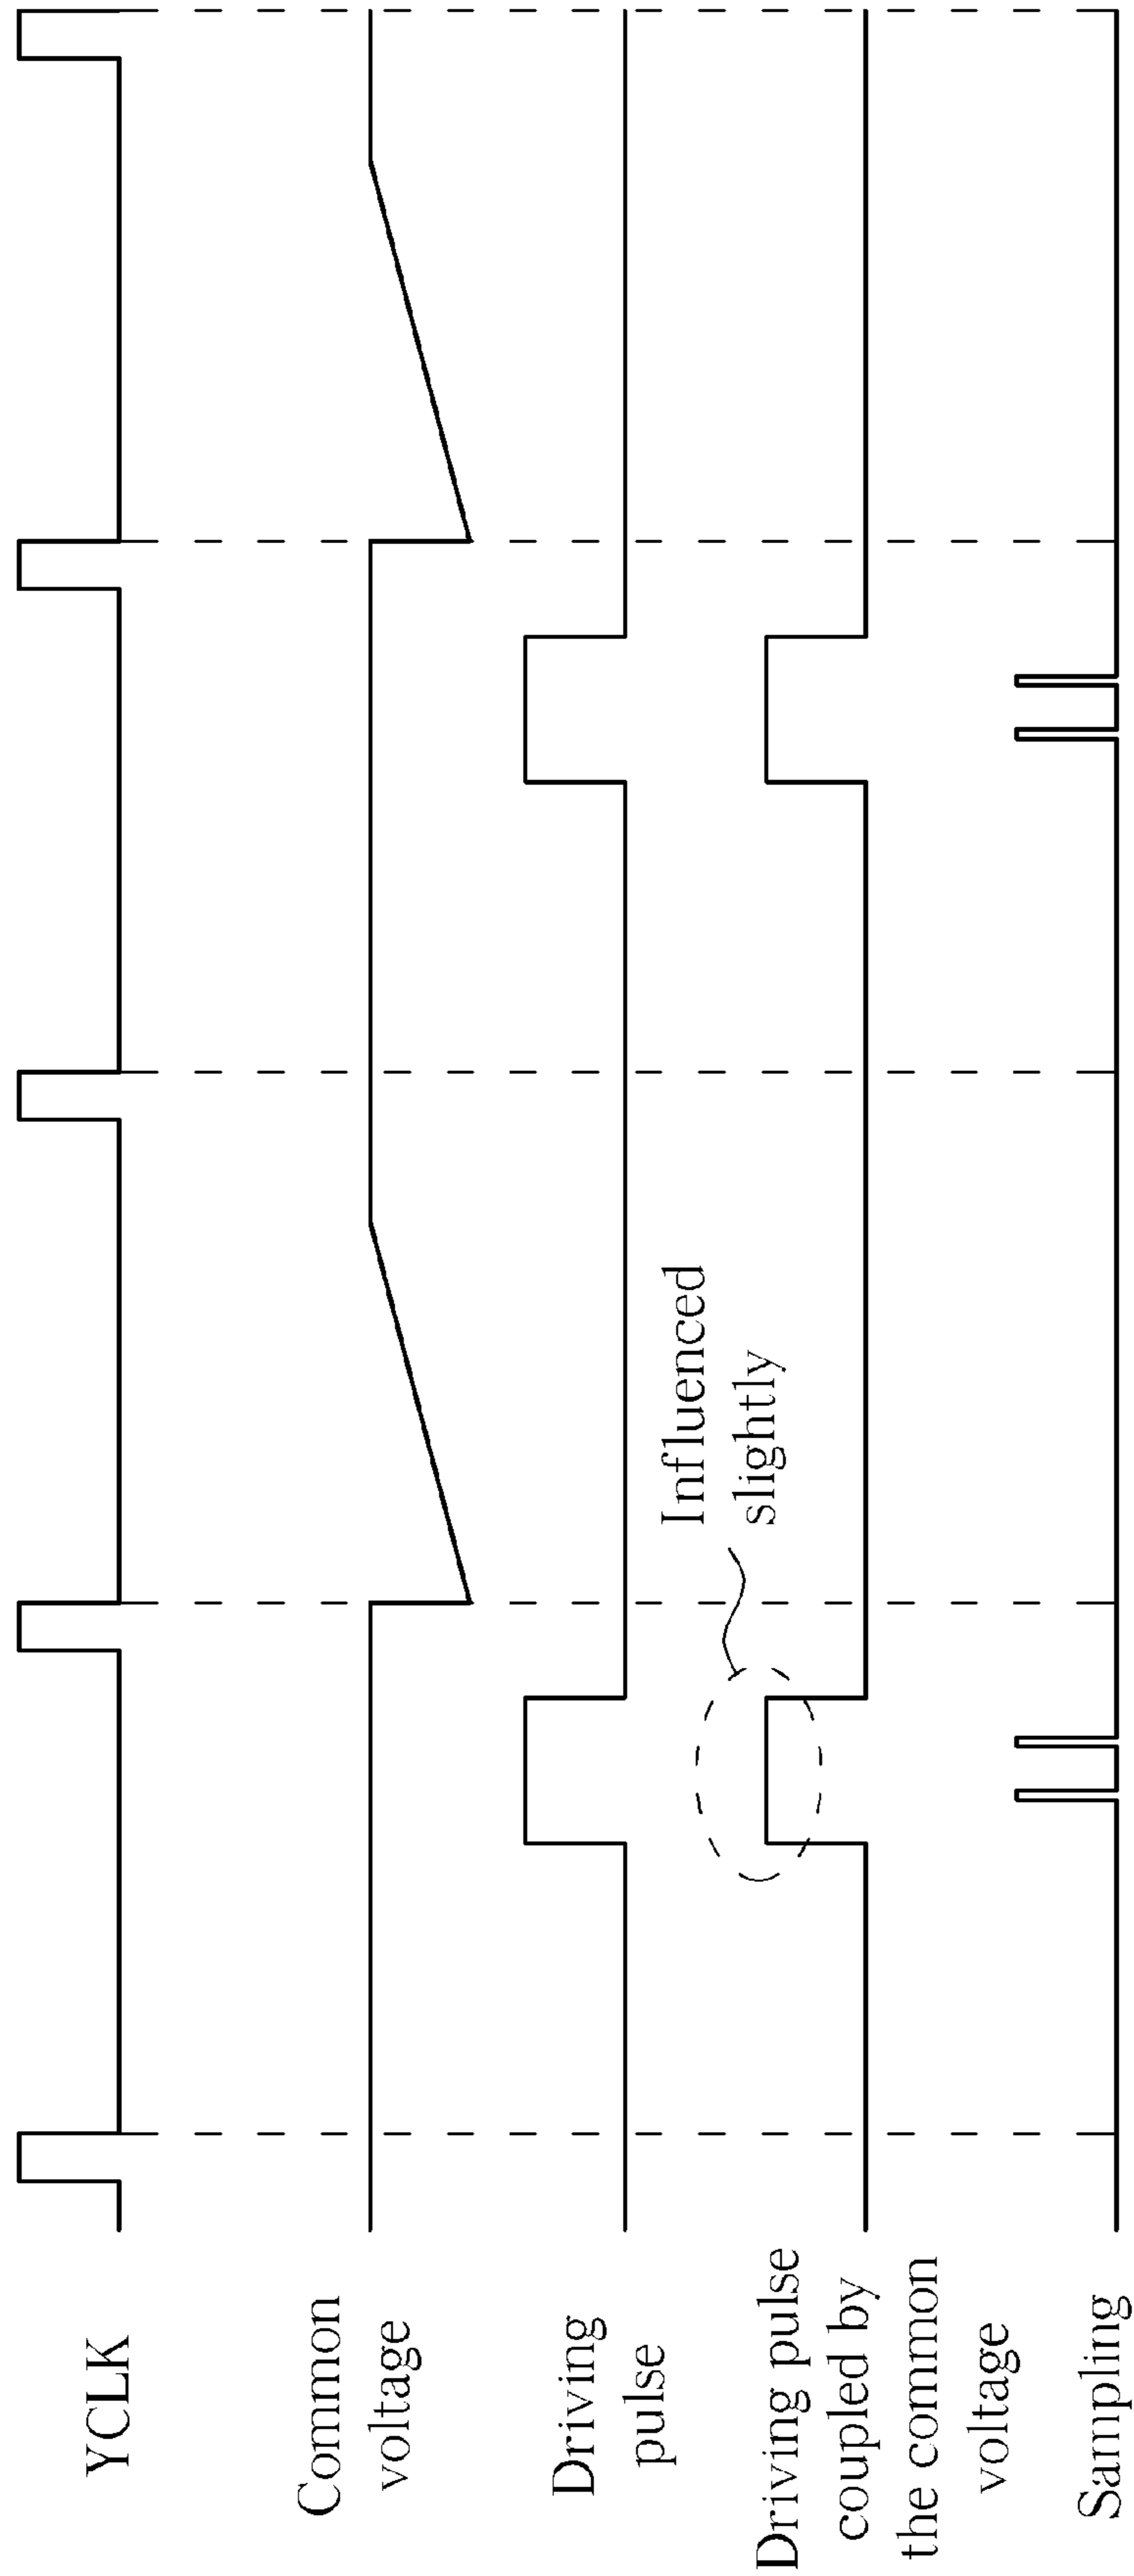 YCLK
Common
voltage
Driving
pulse
Influenced
slightly
Driving pulse
coupled by
the common
voltage
Sampling